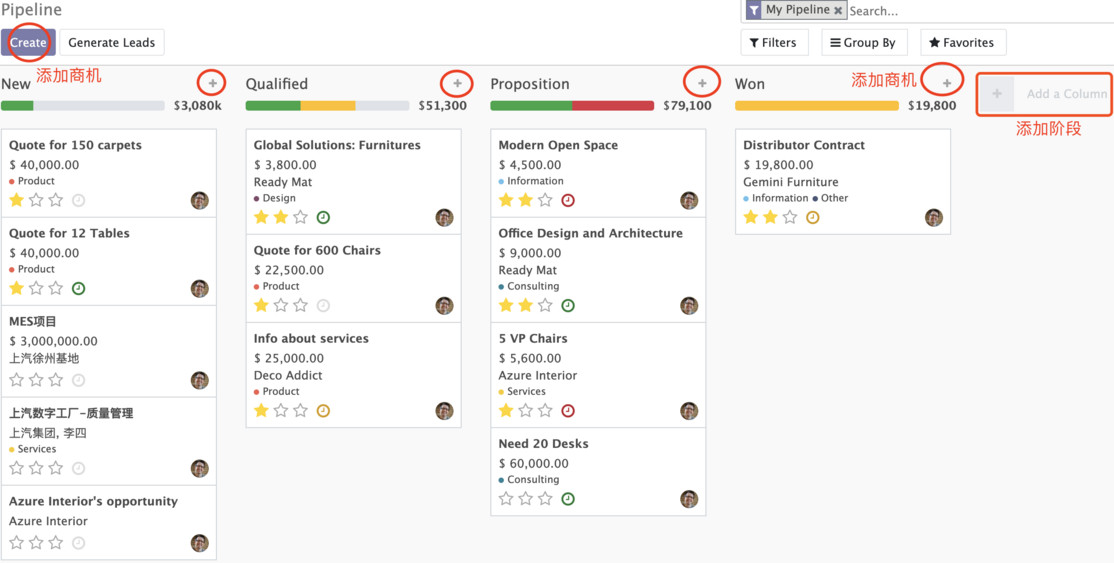 Pipeline
My Pipeline ✖ Search...
Create Generate Leads
Filters Group By Favorites
添加商机
添加商机
New +
$3,080k
Qualified +
$51,300
Proposition +
$79,100
Won +
$19,800
+ Add a Column
添加阶段
Quote for 150 carpets
$ 40,000.00
Product
Quote for 12 Tables
$ 40,000.00
Product
MES项目
$ 3,000,000.00
上汽徐州基地
上汽数字工厂-质量管理
上汽集团, 李四
Services
Azure Interior's opportunity
Azure Interior
Global Solutions: Furnitures
$ 3,800.00
Ready Mat
Design
Quote for 600 Chairs
$ 22,500.00
Product
Info about services
$ 25,000.00
Deco Addict
Product
Modern Open Space
$ 4,500.00
Information
Office Design and Architecture
$ 9,000.00
Ready Mat
Consulting
5 VP Chairs
$ 5,600.00
Azure Interior
Services
Need 20 Desks
$ 60,000.00
Consulting
Distributor Contract
$ 19,800.00
Gemini Furniture
Information Other